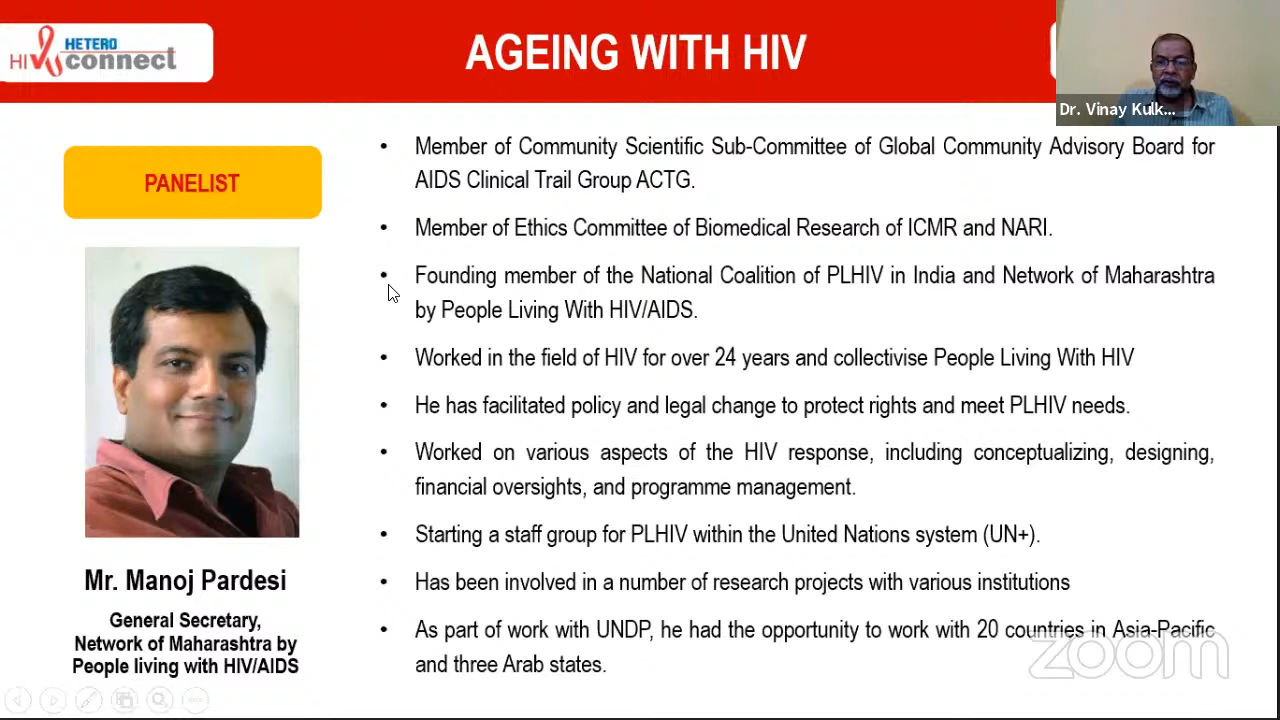 HIV HETERO
connect
AGEING WITH HIV
Dr. Vinay Kulk...
PANELIST
Mr. Manoj Pardesi
General Secretary,
Network of Maharashtra by
People living with HIV/AIDS
• Member of Community Scientific Sub-Committee of Global Community Advisory Board for
AIDS Clinical Trail Group ACTG.
• Member of Ethics Committee of Biomedical Research of ICMR and NARI.
• Founding member of the National Coalition of PLHIV in India and Network of Maharashtra
by People Living With HIV/AIDS.
• Worked in the field of HIV for over 24 years and collectivise People Living With HIV
• He has facilitated policy and legal change to protect rights and meet PLHIV needs.
• Worked on various aspects of the HIV response, including conceptualizing, designing,
financial oversights, and programme management.
• Starting a staff group for PLHIV within the United Nations system (UN+).
• Has been involved in a number of research projects with various institutions
• As part of work with UNDP, he had the opportunity to work with 20 countries in Asia-Pacific
and three Arab states.
zoom